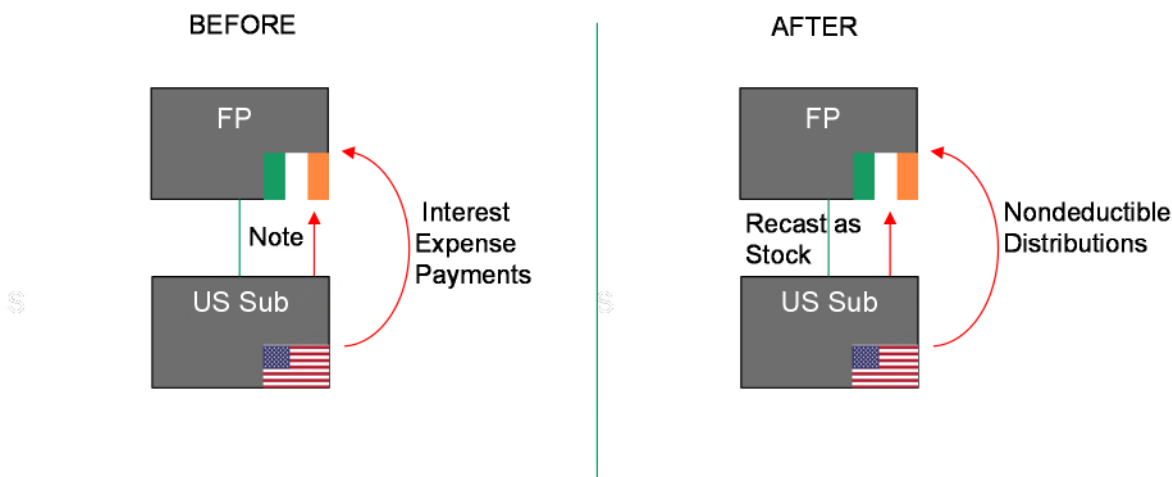 BEFORE
FP
Note
Interest
Expense
Payments
US Sub
S
AFTER
FP
Recast as
Stock
Nondeductible
Distributions
US Sub
S